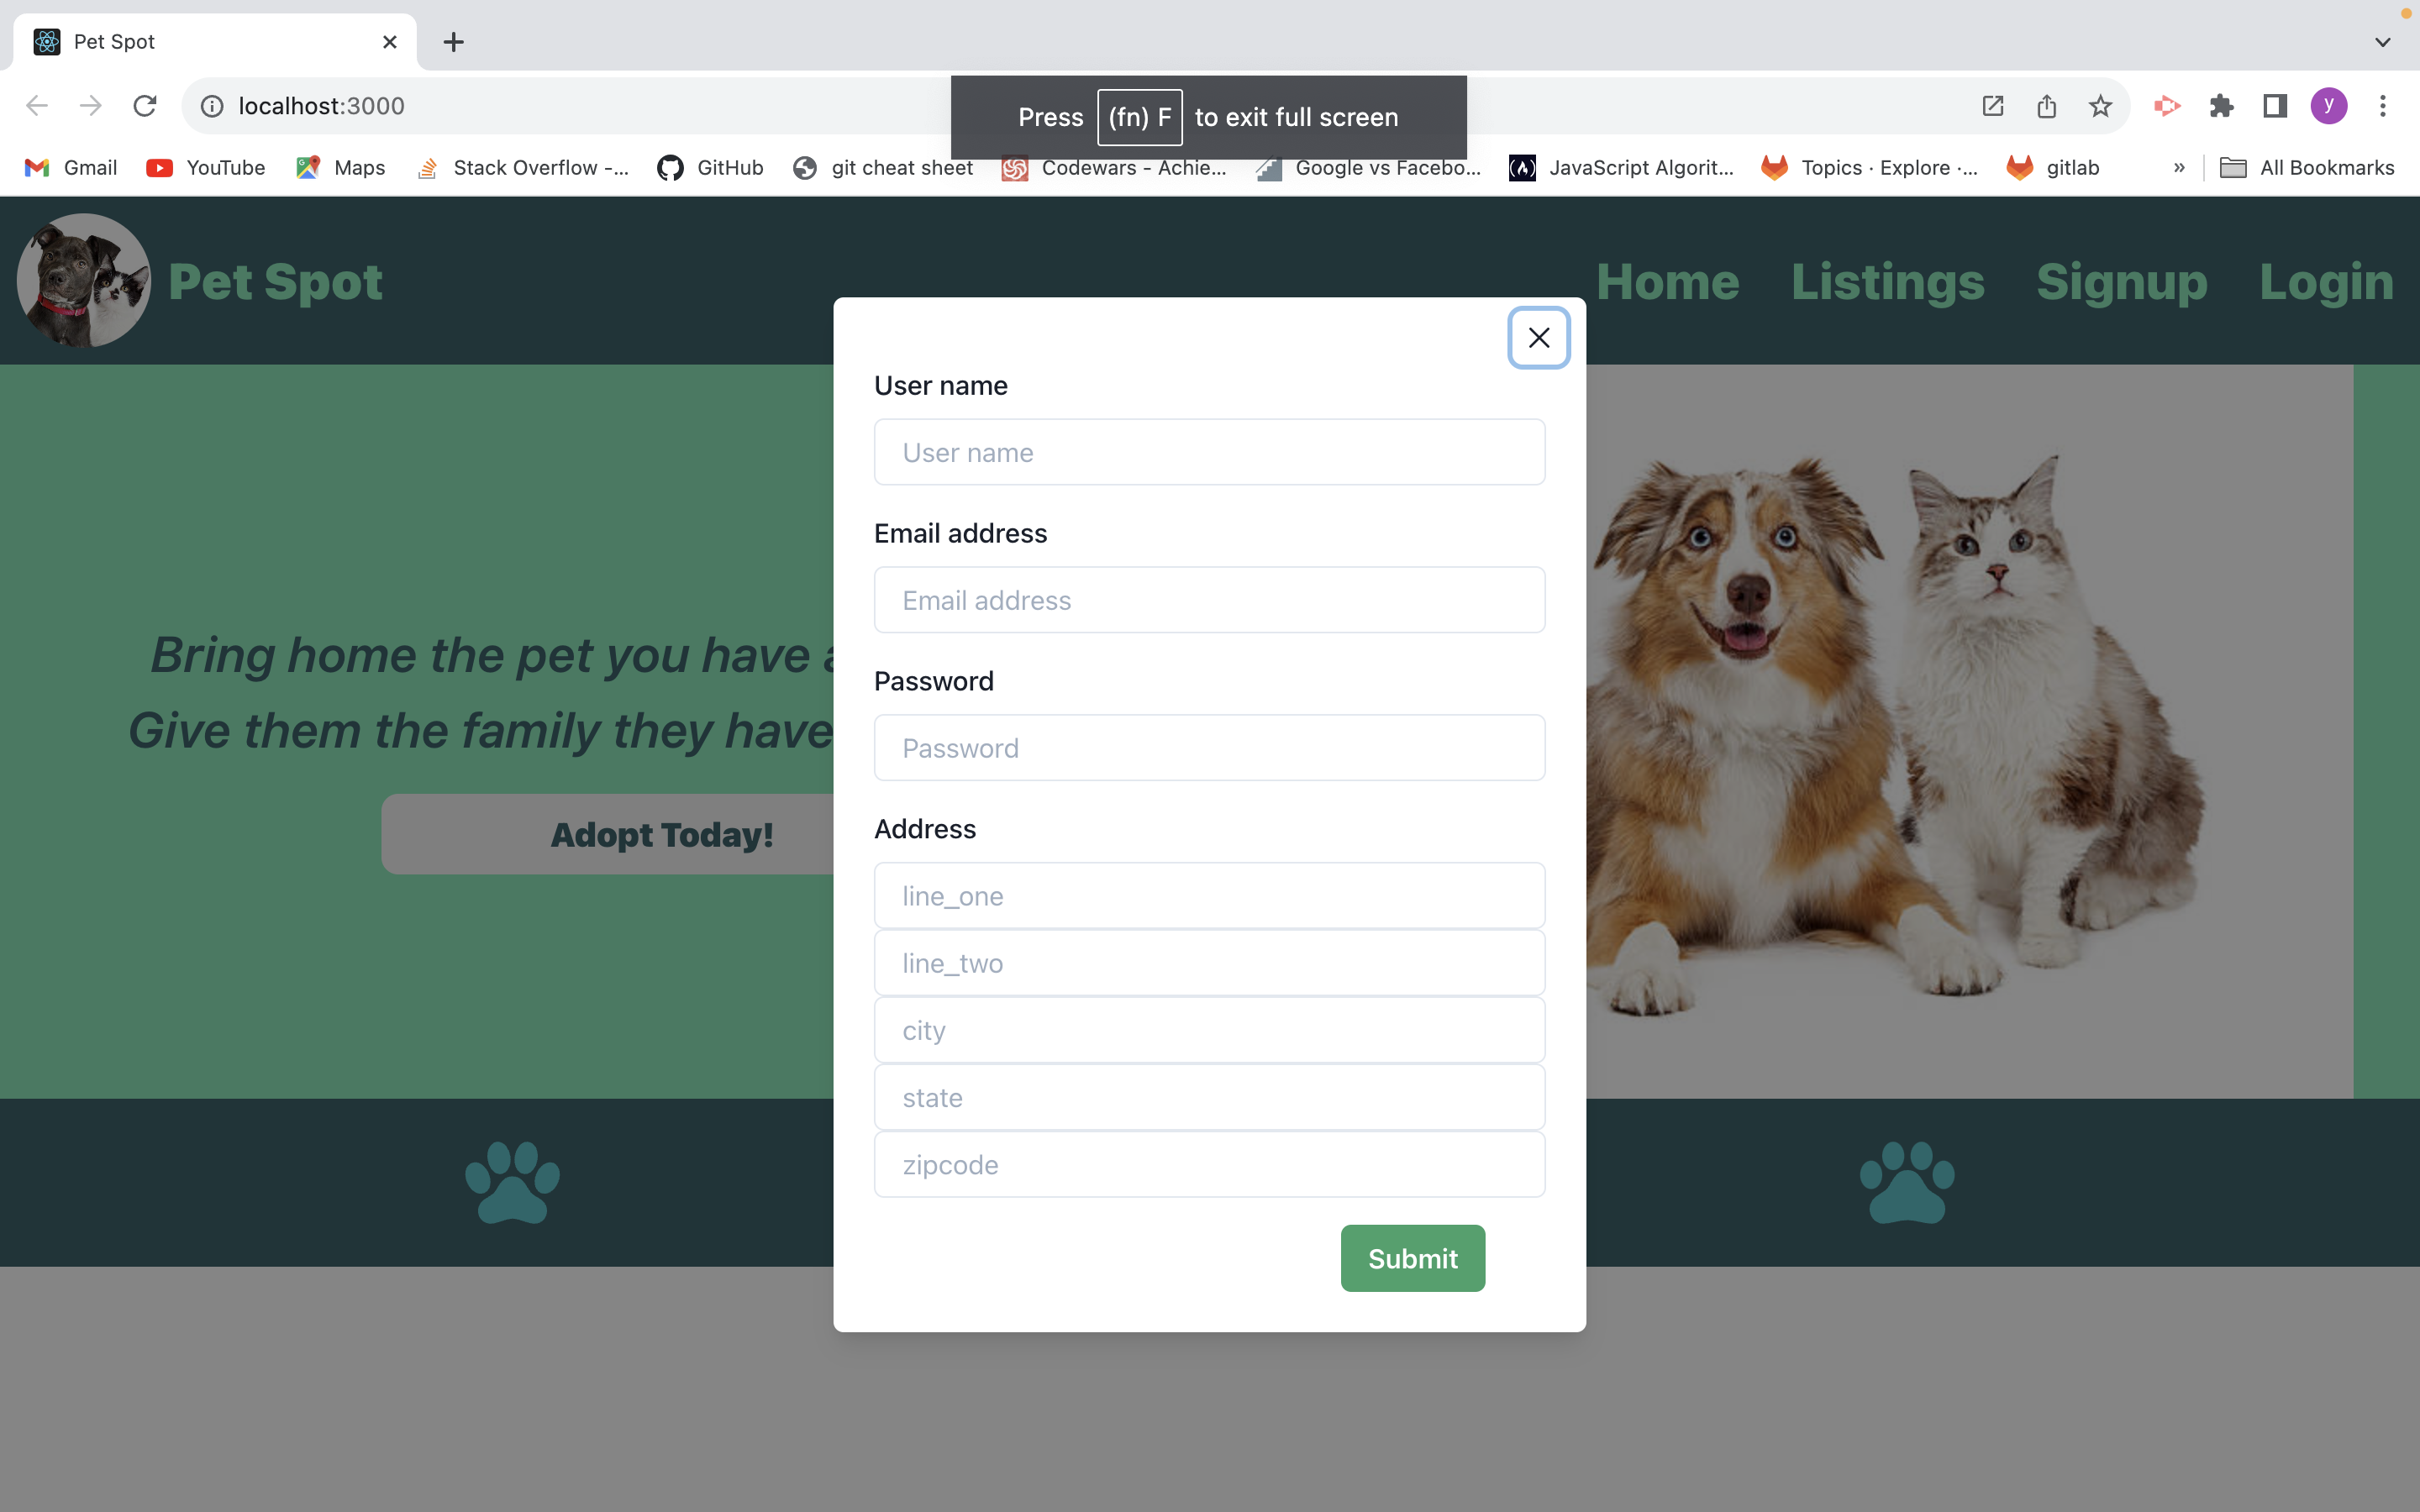 Pet Spot
localhost:3000
Press (fn) F to exit full screen
y
Gmail YouTube Maps Stack Overflow -... GitHub git cheat sheet Codewars - Achie... Google vs Facebo... JavaScript Algorit... Topics · Explore ·... gitlab » All Bookmarks
Pet Spot
Home Listings Signup Login
Bring home the pet you have
Give them the family they have
Adopt Today!
User name
User name
Email address
Email address
Password
Password
Address
line_one
line_two
city
state
zipcode
Submit